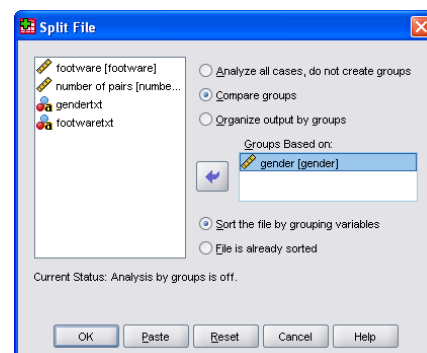 Split File
footware [footware]
number of pairs [numbe...
gendertxt
footwaretxt
Analyze all cases, do not create groups
Compare groups
Organize output by groups
Groups Based on:
gender [gender]
Sort the file by grouping variables
File is already sorted
Current Status: Analysis by groups is off.
OK Paste Reset Cancel Help